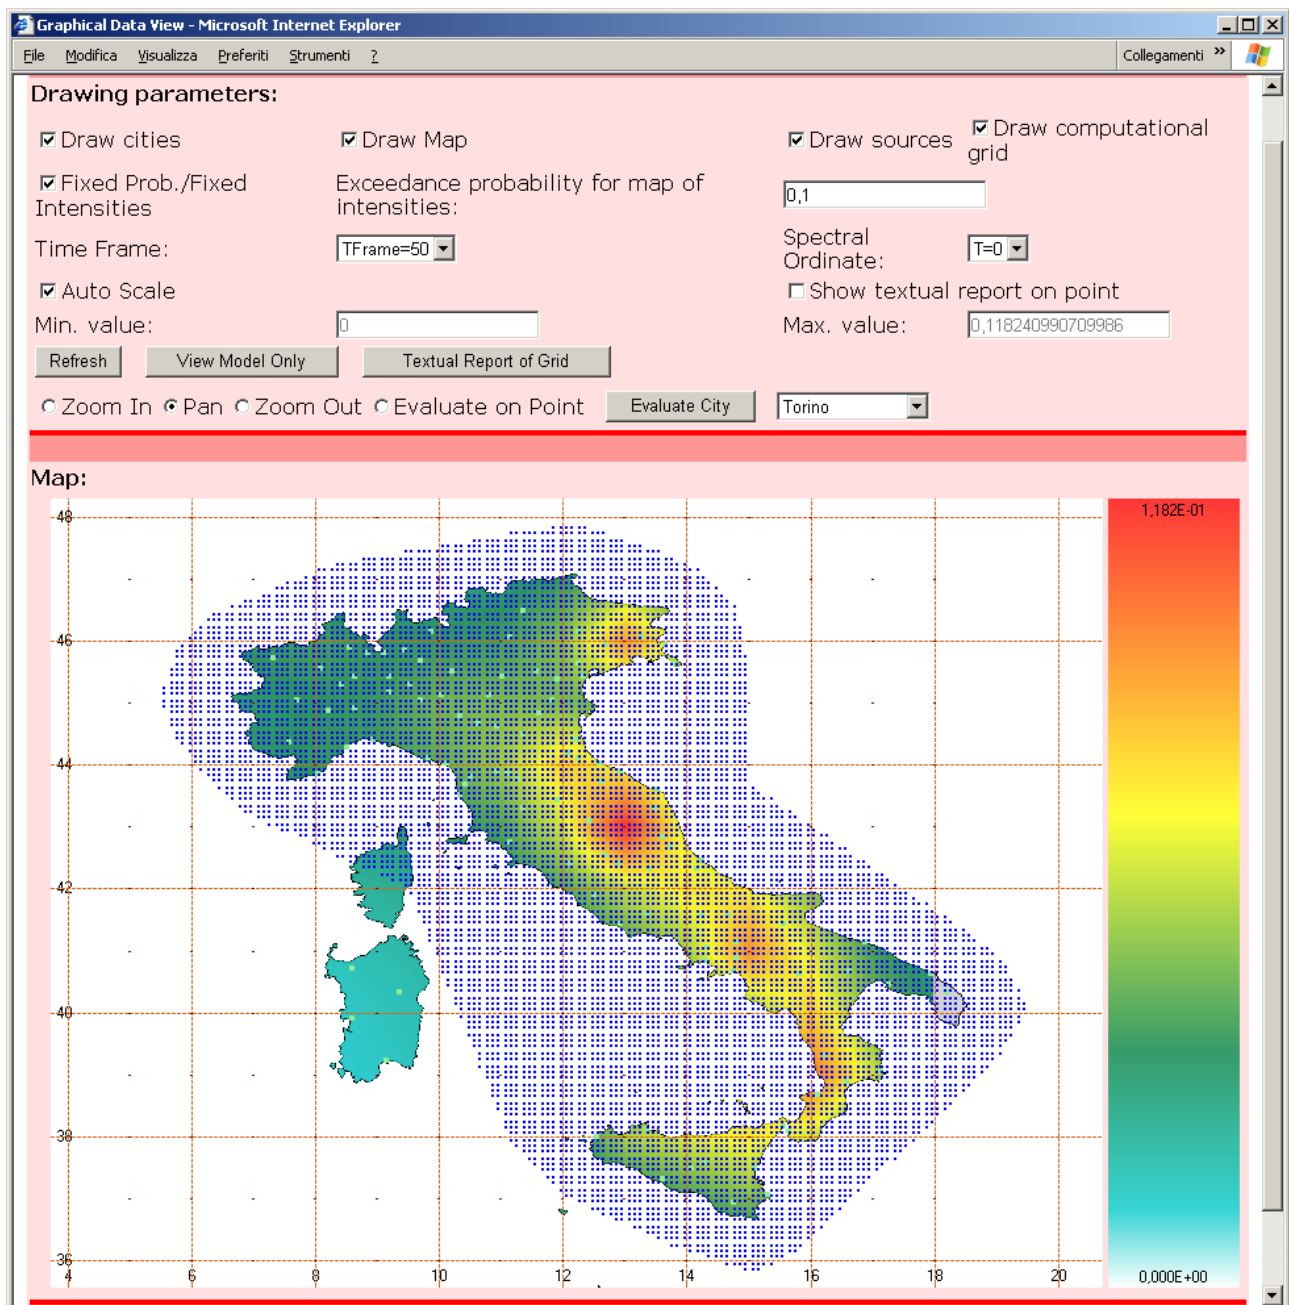 Graphical Data View - Microsoft Internet Explorer
File Modifica Visualizza Preferiti Strumenti ? Collegamenti »
Drawing parameters:
Draw cities Draw Map Draw sources Draw computational grid
Fixed Prob./Fixed Intensities Exceedance probability for map of intensities: 0,1
Time Frame: TFrame=50 Spectral Ordinate: T=0
Auto Scale Show textual report on point
Min. value: 0 Max. value: 0,118240990709986
Refresh View Model Only Textual Report of Grid
Zoom In Pan Zoom Out Evaluate on Point Evaluate City Torino
Map:
1,182E-01
48
46
44
42
40
38
36
4 6 8 10 12 14 16 18 20
0,000E+00